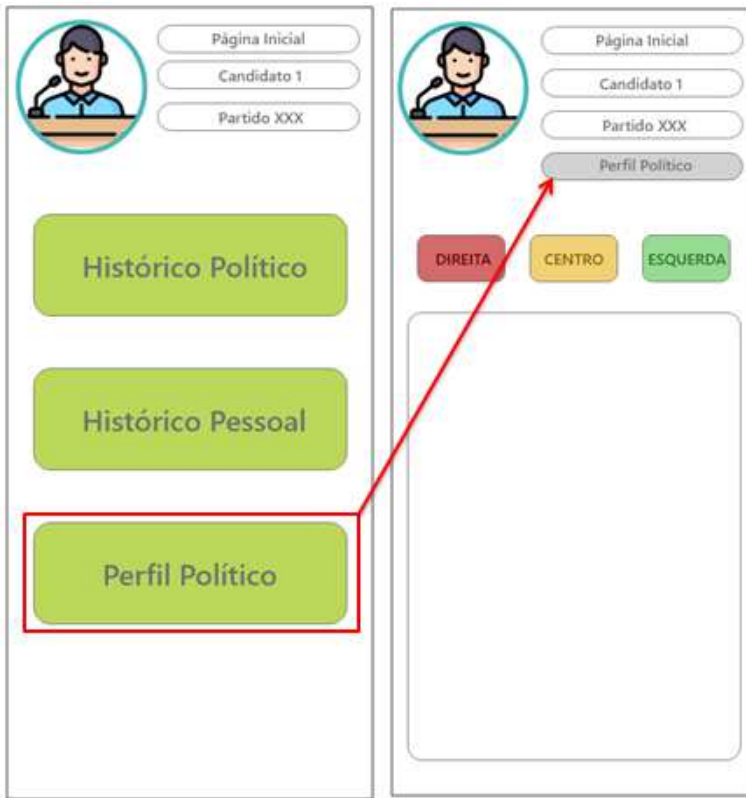 Página Inicial
Candidato 1
Partido XXX
Histórico Político
Histórico Pessoal
Perfil Político
Página Inicial
Candidato 1
Partido XXX
Perfil Político
DIREITA
CENTRO
ESQUERDA